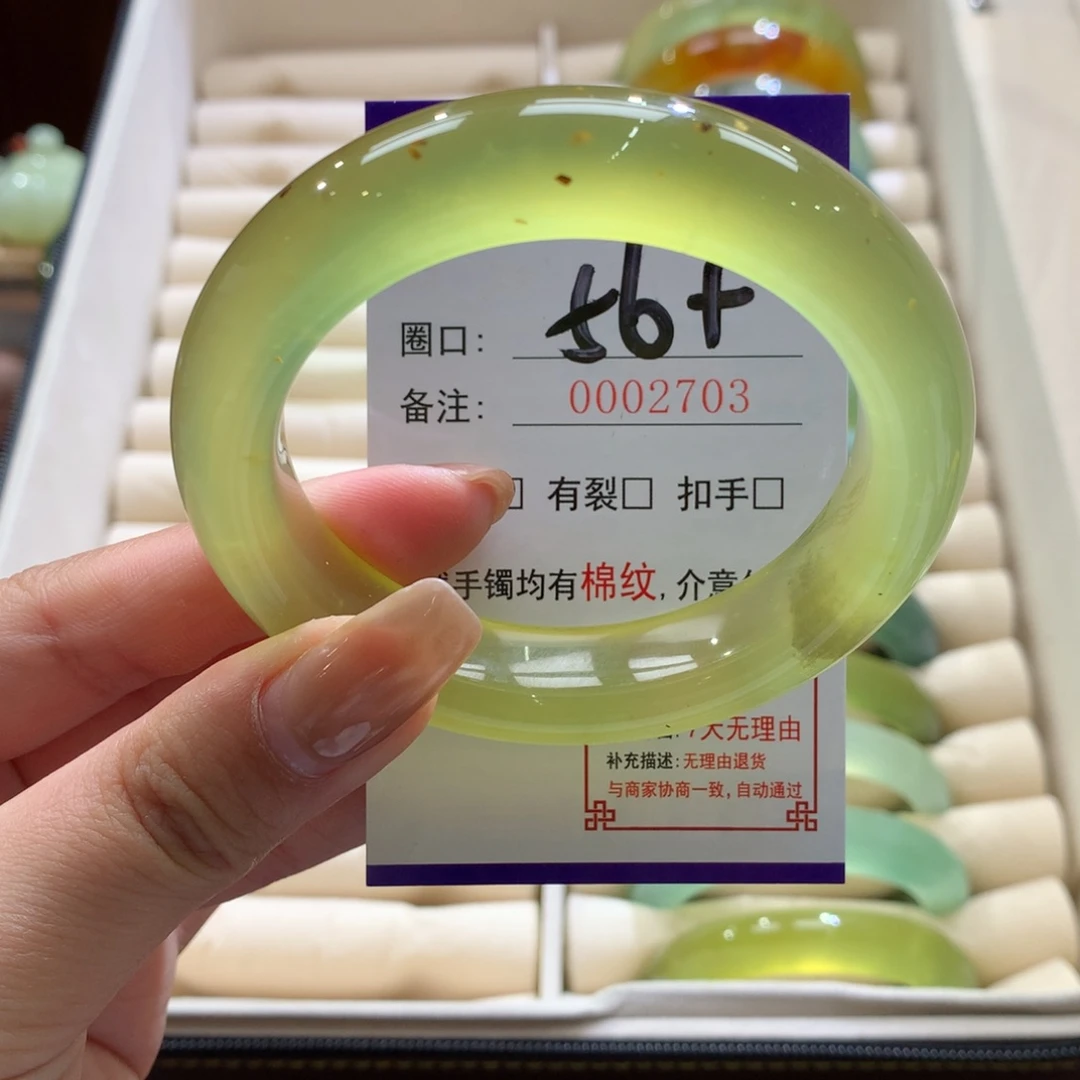 圈口: 56+
备注: 0002703
□ 有裂□ 扣手□
手镯均有棉纹, 介意
7天无理由
补充描述: 无理由退货
与商家协商一致, 自动通过